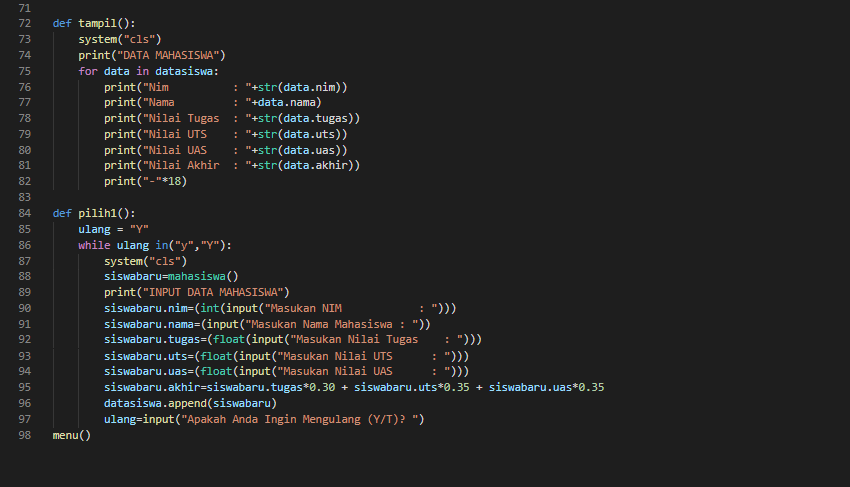 71
72 def tampil():
73     system("cls")
74     print("DATA MAHASISWA")
75     for data in datasiswa:
76         print("Nim          : "+str(data.nim))
77         print("Nama         : "+data.nama)
78         print("Nilai Tugas  : "+str(data.tugas))
79         print("Nilai UTS    : "+str(data.uts))
80         print("Nilai UAS    : "+str(data.uas))
81         print("Nilai Akhir  : "+str(data.akhir))
82         print("-"*18)
83
84 def pilih1():
85     ulang = "Y"
86     while ulang in("y","Y"):
87         system("cls")
88         siswabaru=mahasiswa()
89         print("INPUT DATA MAHASISWA")
90         siswabaru.nim=(int(input("Masukan NIM            : ")))
91         siswabaru.nama=(input("Masukan Nama Mahasiswa : "))
92         siswabaru.tugas=(float(input("Masukan Nilai Tugas    : ")))
93         siswabaru.uts=(float(input("Masukan Nilai UTS      : ")))
94         siswabaru.uas=(float(input("Masukan Nilai UAS      : ")))
95         siswabaru.akhir=siswabaru.tugas*0.30 + siswabaru.uts*0.35 + siswabaru.uas*0.35
96         datasiswa.append(siswabaru)
97         ulang=input("Apakah Anda Ingin Mengulang (Y/T)? ")
98 menu()